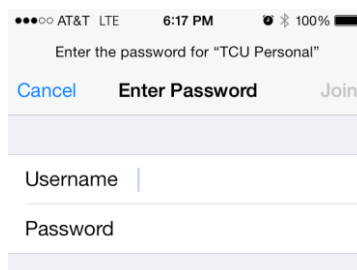 AT&T LTE 6:17 PM 100%
Enter the password for “TCU Personal”
Cancel Enter Password Join
Username
Password